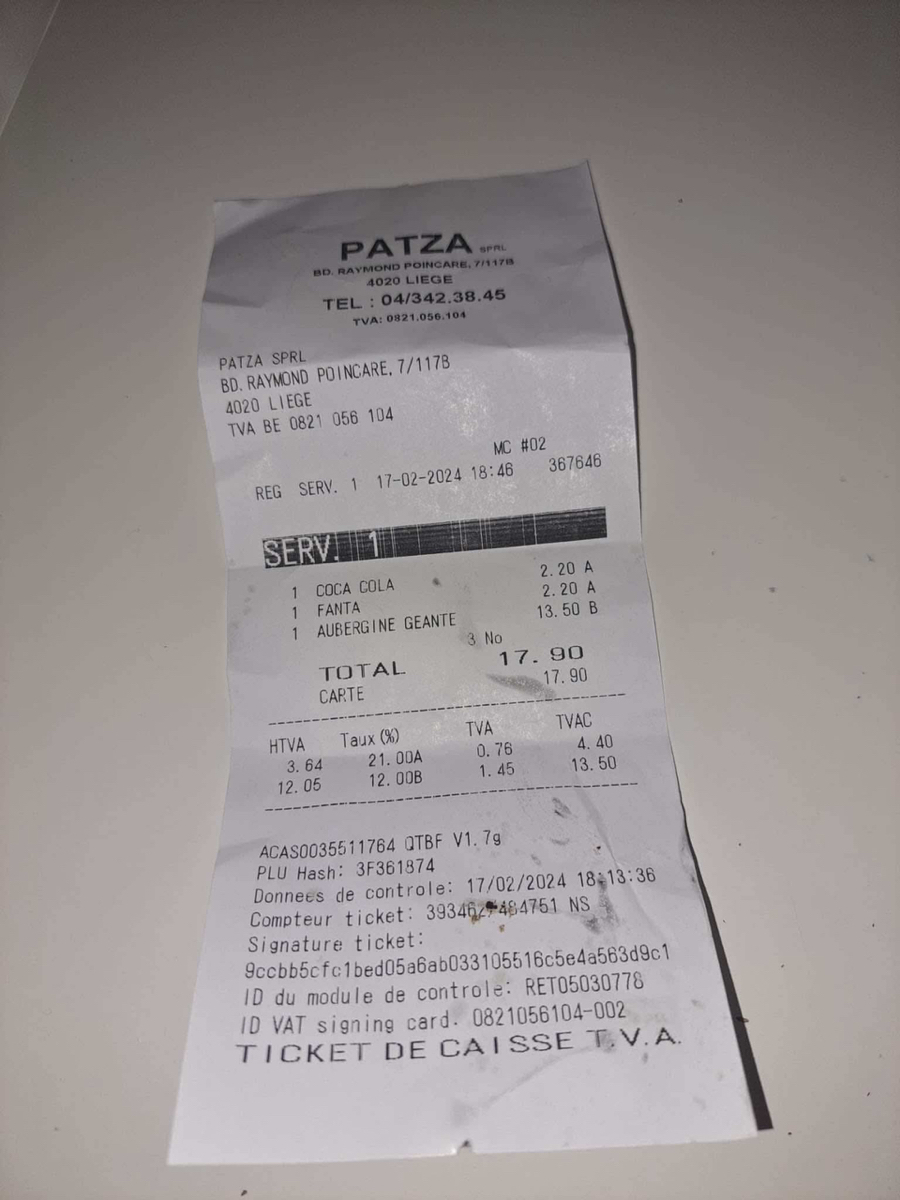 PATZA SPRL
BD. RAYMOND POINCARE, 7/117B
4020 LIEGE
TEL : 04/342.38.45
TVA: 0821.056.104
PATZA SPRL
BD. RAYMOND POINCARE, 7/117B
4020 LIEGE
TVA BE 0821 056 104
MC #02
REG SERV. 1 17-02-2024 18:46 367646
SERV. 1
1 COCA COLA 2.20 A
1 FANTA 2.20 A
1 AUBERGINE GEANTE 13.50 B
3 No
TOTAL 17.90
CARTE 17.90
HTVA Taux (%) TVA TVAC
3.64 21.00A 0.76 4.40
12.05 12.00B 1.45 13.50
ACAS0035511764 QTBF V1.7g
PLU Hash: 3F361874
Donnees de controle: 17/02/2024 18:13:36
Compteur ticket: NS
Signature ticket:
9ccbb5cfc1bed05a6ab033105516c5e4a563d9c1
ID du module de controle: RET05030778
ID VAT signing card. 0821056104-002
TICKET DE CAISSE T.V.A.